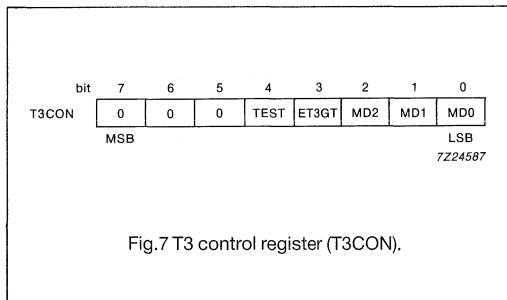 bit 7 6 5 4 3 2 1 0
T3CON 0 0 0 TEST ET3GT MD2 MD1 MD0
MSB LSB
7Z24587
Fig.7 T3 control register (T3CON).